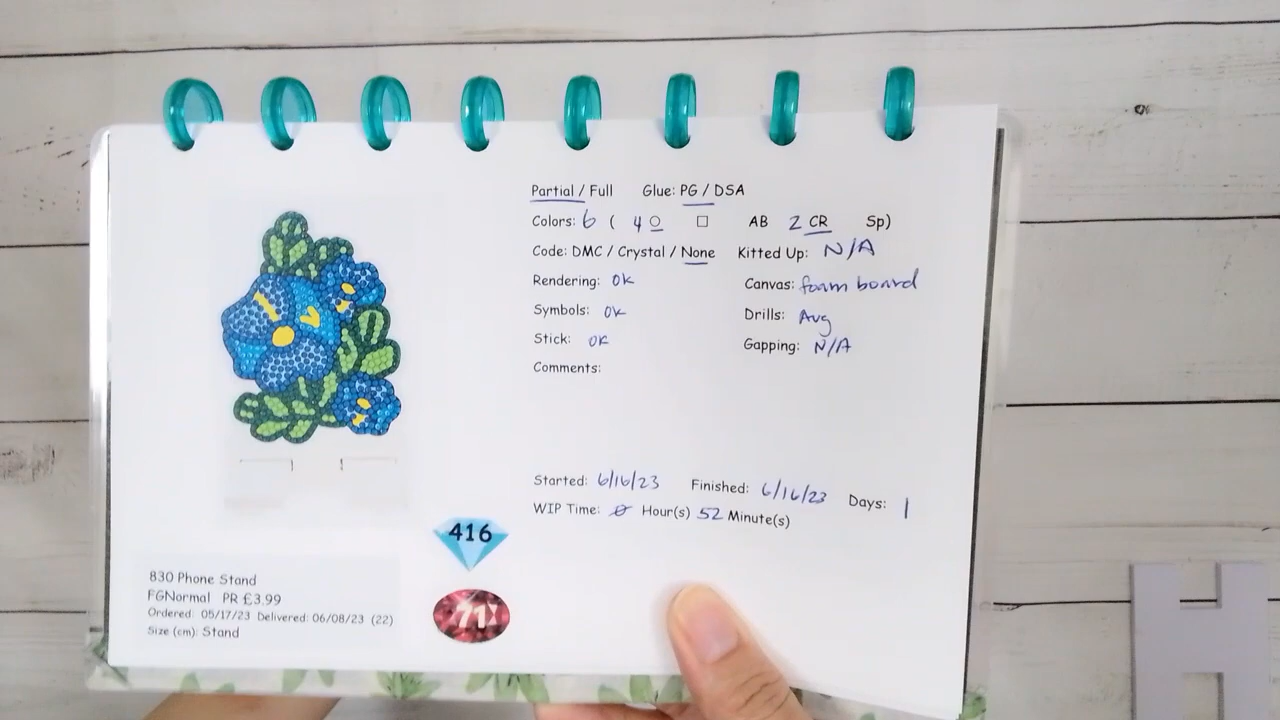 Partial / Full Glue: PG / DSA
Colors: 6 ( 4 ○ □ AB 2 CR Sp)
Code: DMC / Crystal / None Kitted Up: N/A
Rendering: ok Canvas: foam board
Symbols: ok Drills: Avg
Stick: ok Gapping: N/A
Comments:
Started: 6/16/23 Finished: 6/16/23 Days: 1
WIP Time: 0 Hour(s) 52 Minute(s)
416
71
830 Phone Stand
FGNormal PR £3.99
Ordered: 05/17/23 Delivered: 06/08/23 (22)
Size (cm): Stand
H